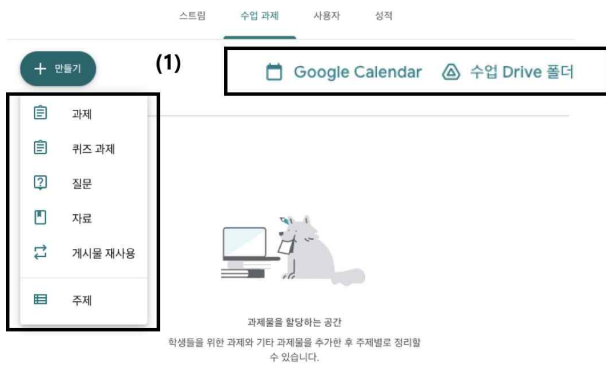 스트림 수업 과제 사용자 성적
만들기 (1) Google Calendar 수업 Drive 폴더
과제
퀴즈 과제
질문
자료
게시물 재사용
주제
과제물을 할당하는 공간
학생들을 위한 과제와 기타 과제물을 추가한 후 주제별로 정리할
수 있습니다.